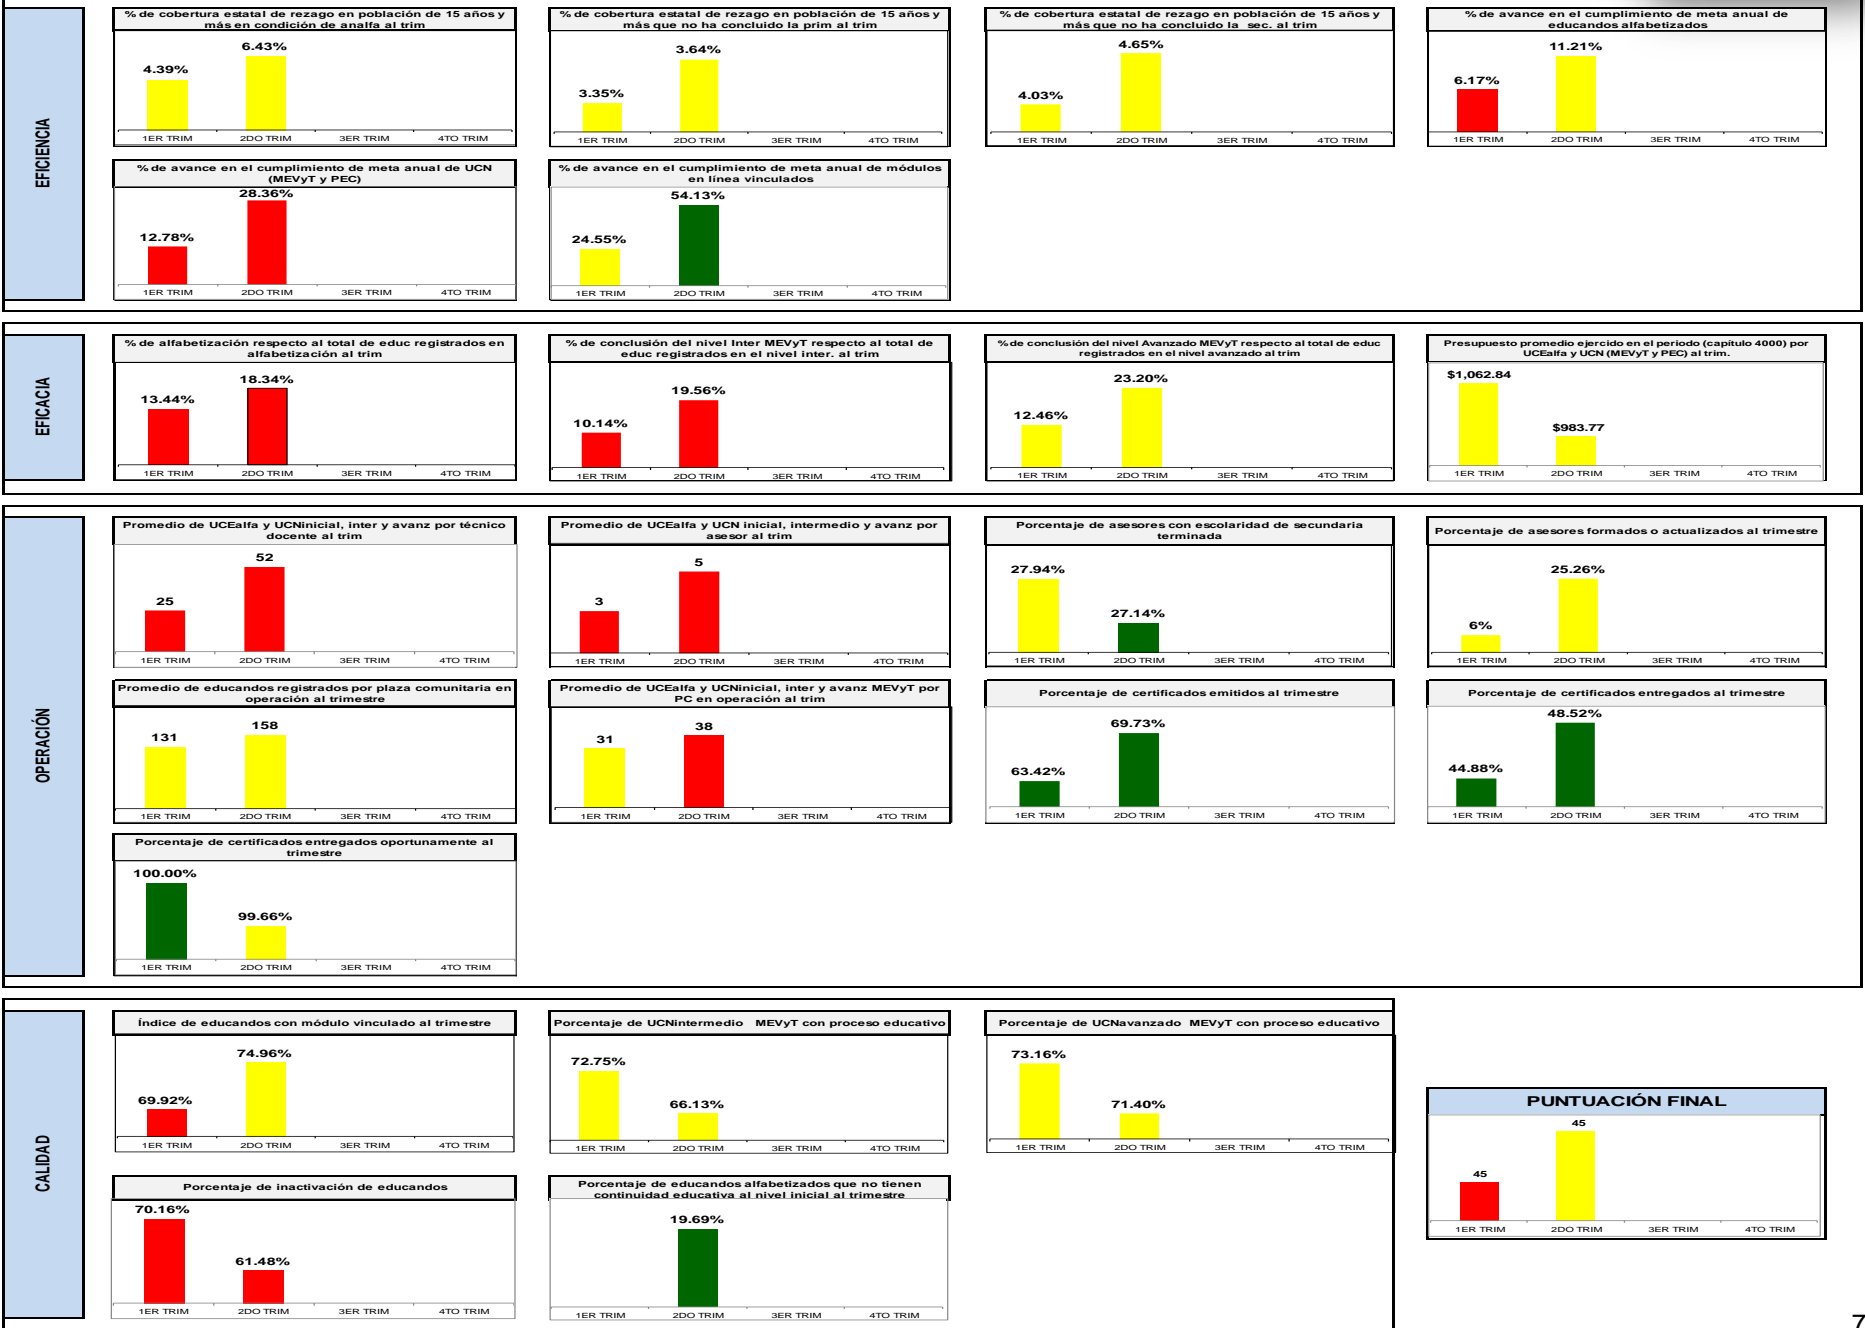 EFICIENCIA
% de cobertura estatal de rezago en población de 15 años y
más en condición de analfa al trim
4.39%
6.43%
1ER TRIM 2DO TRIM 3ER TRIM 4TO TRIM
% de cobertura estatal de rezago en población de 15 años y
más que no ha concluido la prim al trim
3.35%
3.64%
1ER TRIM 2DO TRIM 3ER TRIM 4TO TRIM
% de cobertura estatal de rezago en población de 15 años y
más que no ha concluido la sec. al trim
4.03%
4.65%
1ER TRIM 2DO TRIM 3ER TRIM 4TO TRIM
% de avance en el cumplimiento de meta anual de
educandos alfabetizados
6.17%
11.21%
1ER TRIM 2DO TRIM 3ER TRIM 4TO TRIM
% de avance en el cumplimiento de meta anual de UCN
(MEVyT y PEC)
12.78%
28.36%
1ER TRIM 2DO TRIM 3ER TRIM 4TO TRIM
% de avance en el cumplimiento de meta anual de módulos
en línea vinculados
24.55%
54.13%
1ER TRIM 2DO TRIM 3ER TRIM 4TO TRIM
EFICACIA
% de alfabetización respecto al total de educ registrados en
alfabetización al trim
13.44%
18.34%
1ER TRIM 2DO TRIM 3ER TRIM 4TO TRIM
% de conclusión del nivel Inter MEVyT respecto al total de
educ registrados en el nivel inter. al trim
10.14%
19.56%
1ER TRIM 2DO TRIM 3ER TRIM 4TO TRIM
% de conclusión del nivel Avanzado MEVyT respecto al total de educ
registrados en el nivel avanzado al trim
12.46%
23.20%
1ER TRIM 2DO TRIM 3ER TRIM 4TO TRIM
Presupuesto promedio ejercido en el periodo (capítulo 4000) por
UCEalfa y UCN (MEVyT y PEC) al trim.
$1,062.84
$983.77
1ER TRIM 2DO TRIM 3ER TRIM 4TO TRIM
OPERACIÓN
Promedio de UCEalfa y UCNinicial, inter y avanz por técnico
docente al trim
25
52
1ER TRIM 2DO TRIM 3ER TRIM 4TO TRIM
Promedio de UCEalfa y UCN inicial, intermedio y avanz por
asesor al trim
3
5
1ER TRIM 2DO TRIM 3ER TRIM 4TO TRIM
Porcentaje de asesores con escolaridad de secundaria
terminada
27.94%
27.14%
1ER TRIM 2DO TRIM 3ER TRIM 4TO TRIM
Porcentaje de asesores formados o actualizados al trimestre
6%
25.26%
1ER TRIM 2DO TRIM 3ER TRIM 4TO TRIM
Promedio de educandos registrados por plaza comunitaria en
operación al trimestre
131
158
1ER TRIM 2DO TRIM 3ER TRIM 4TO TRIM
Promedio de UCEalfa y UCNinicial, inter y avanz MEVyT por
PC en operación al trim
31
38
1ER TRIM 2DO TRIM 3ER TRIM 4TO TRIM
Porcentaje de certificados emitidos al trimestre
63.42%
69.73%
1ER TRIM 2DO TRIM 3ER TRIM 4TO TRIM
Porcentaje de certificados entregados al trimestre
44.88%
48.52%
1ER TRIM 2DO TRIM 3ER TRIM 4TO TRIM
Porcentaje de certificados entregados oportunamente al
trimestre
100.00%
99.66%
1ER TRIM 2DO TRIM 3ER TRIM 4TO TRIM
CALIDAD
Índice de educandos con módulo vinculado al trimestre
69.92%
74.96%
1ER TRIM 2DO TRIM 3ER TRIM 4TO TRIM
Porcentaje de UCNintermedio MEVyT con proceso educativo
72.75%
66.13%
1ER TRIM 2DO TRIM 3ER TRIM 4TO TRIM
Porcentaje de UCNavanzado MEVyT con proceso educativo
73.16%
71.40%
1ER TRIM 2DO TRIM 3ER TRIM 4TO TRIM
PUNTUACIÓN FINAL
45
45
1ER TRIM 2DO TRIM 3ER TRIM 4TO TRIM
Porcentaje de inactivación de educandos
70.16%
61.48%
1ER TRIM 2DO TRIM 3ER TRIM 4TO TRIM
Porcentaje de educandos alfabetizados que no tienen
continuidad educativa al nivel inicial al trimestre
19.69%
1ER TRIM 2DO TRIM 3ER TRIM 4TO TRIM
7